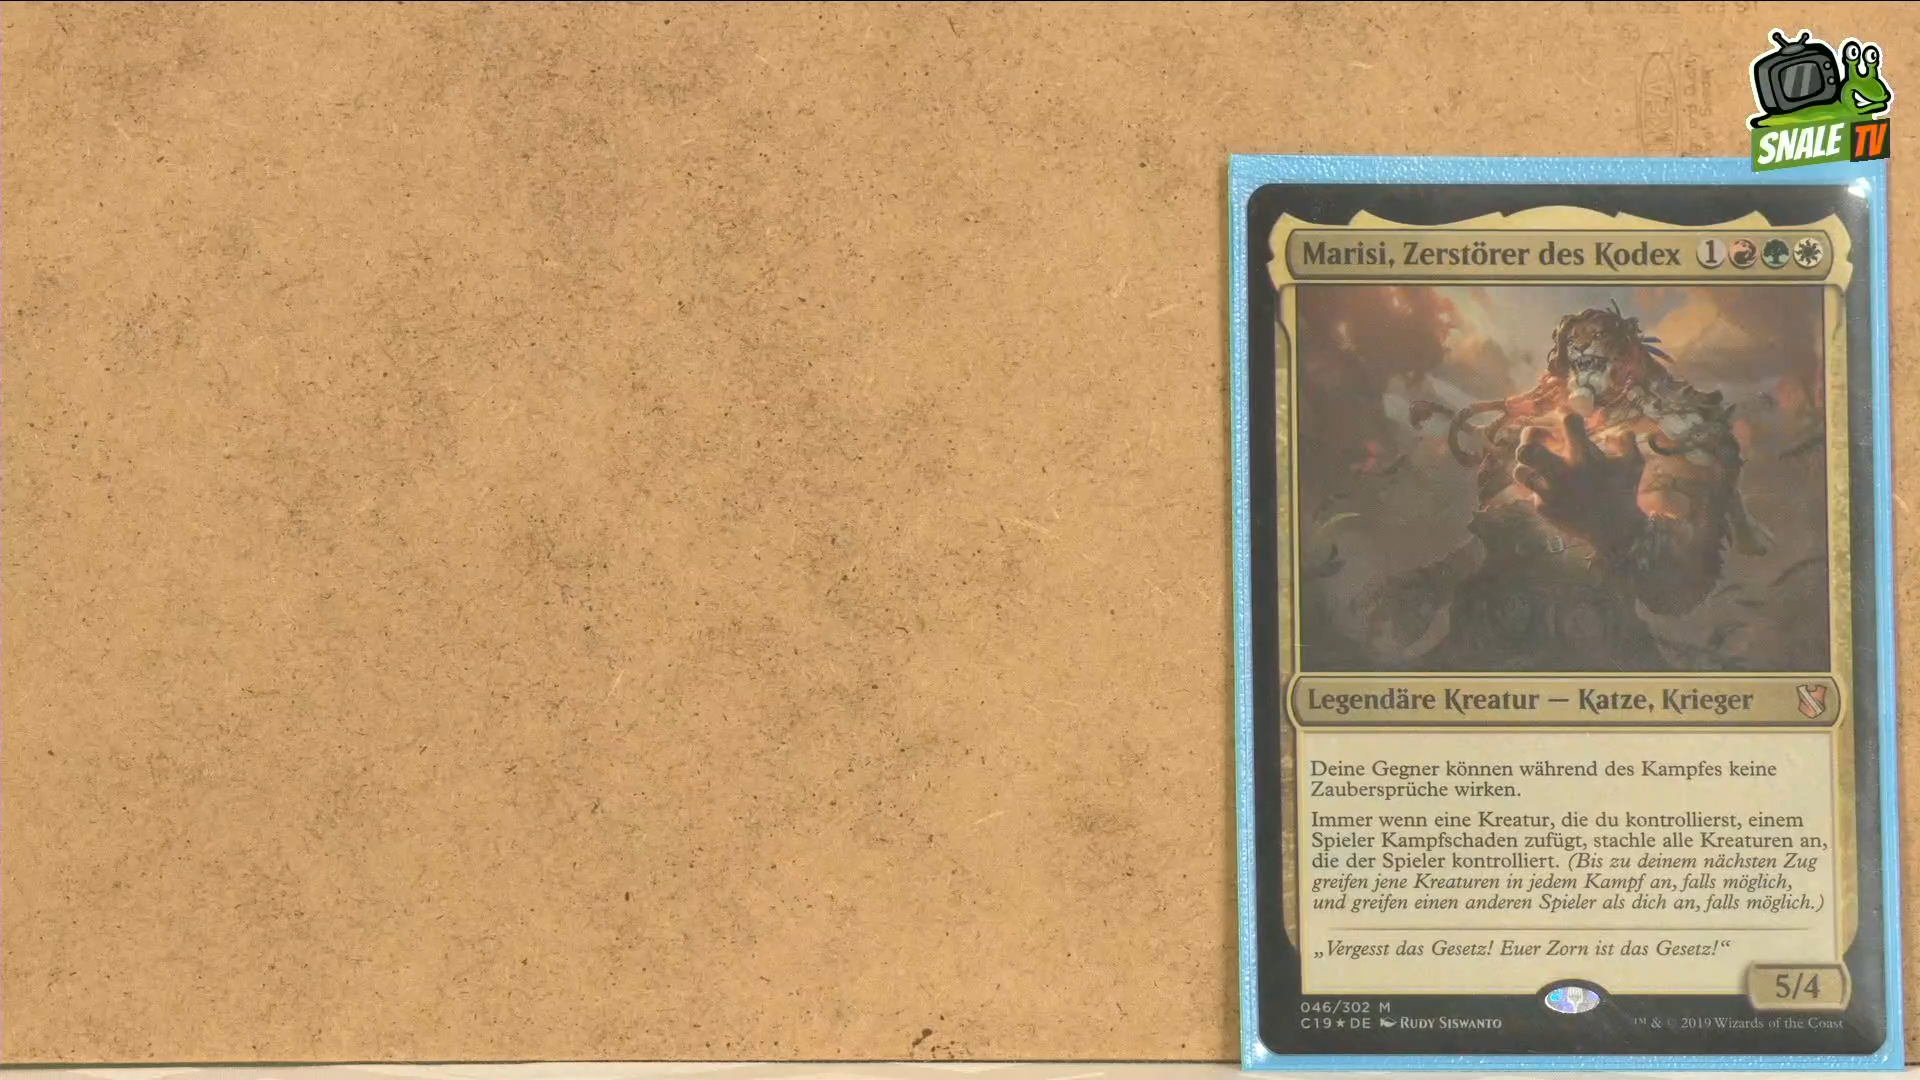 SNALE TV
Marisi, Zerstörer des Kodex 1
Legendäre Kreatur — Katze, Krieger
Deine Gegner können während des Kampfes keine
Zaubersprüche wirken.
Immer wenn eine Kreatur, die du kontrollierst, einem
Spieler Kampfschaden zufügt, stachle alle Kreaturen an,
die der Spieler kontrolliert. (Bis zu deinem nächsten Zug
greifen jene Kreaturen in jedem Kampf an, falls möglich,
und greifen einen anderen Spieler als dich an, falls möglich.)
„Vergesst das Gesetz! Euer Zorn ist das Gesetz!“
5/4
046/302 M
C19★DE RUDY SISWANTO
™ & © 2019 Wizards of the Coast